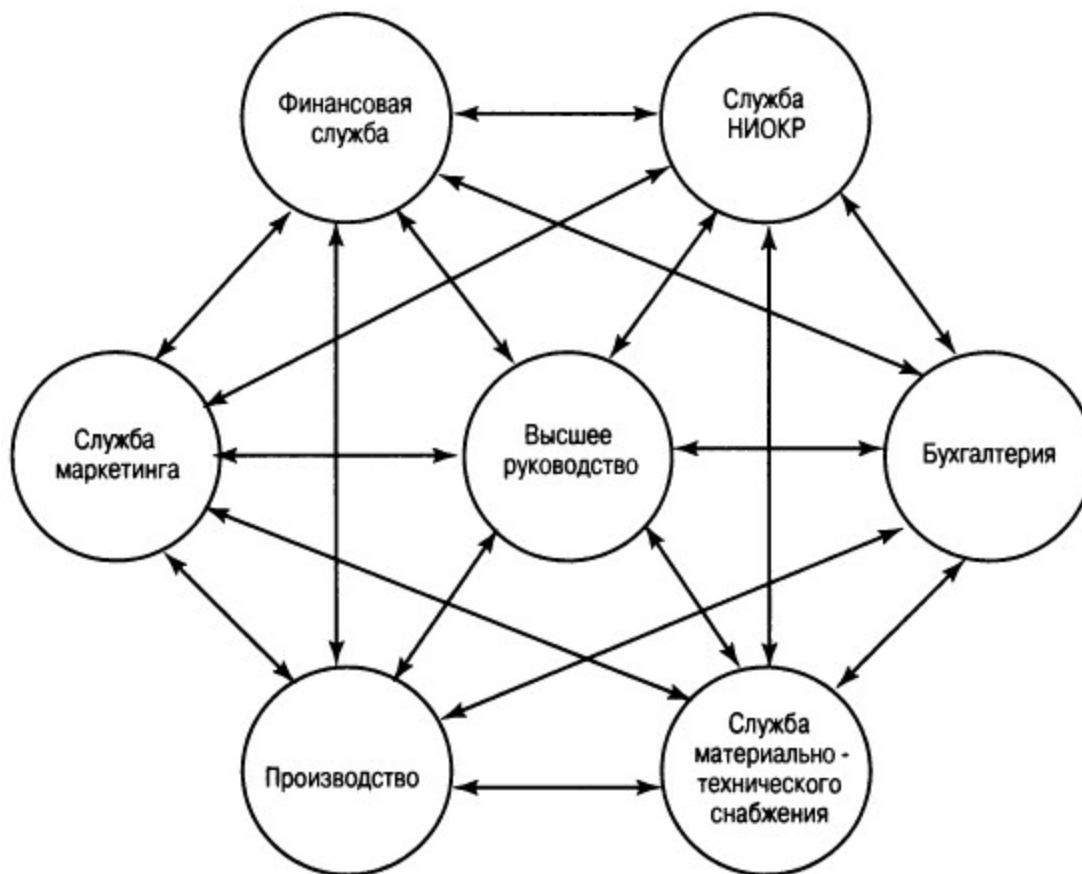 Финансовая
служба
Служба
НИОКР
Служба
маркетинга
Высшее
руководство
Бухгалтерия
Производство
Служба
материально -
технического
снабжения